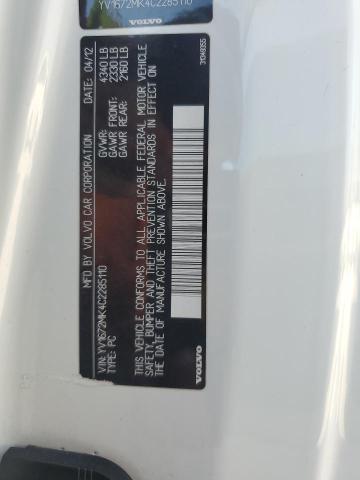 YV1672MK4C2285110
VOLVO
MFD BY VOLVO CAR CORPORATION DATE: 04/12
GVWR: 4340 LB
GAWR FRONT: 2330 LB
GAWR REAR: 2160 LB
VIN: YV1672MK4C2285110
TYPE: PC
THIS VEHICLE CONFORMS TO ALL APPLICABLE FEDERAL MOTOR VEHICLE
SAFETY, BUMPER AND THEFT PREVENTION STANDARDS IN EFFECT ON
THE DATE OF MANUFACTURE SHOWN ABOVE.
VOLVO